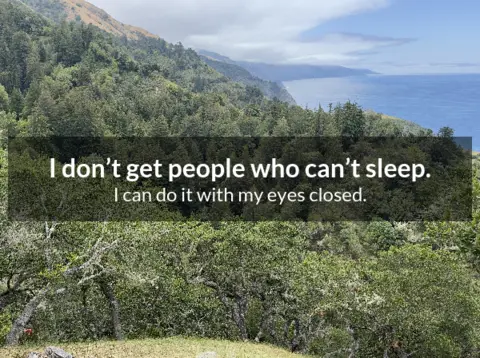 I don’t get people who can’t sleep.
I can do it with my eyes closed.